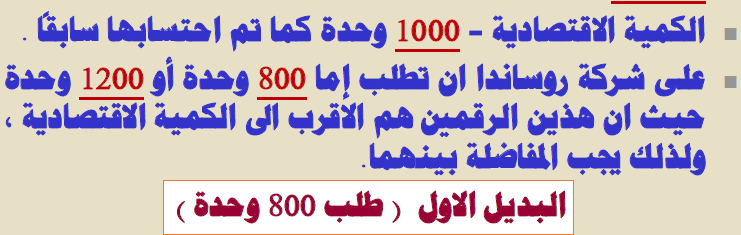 الكمية الاقتصادية - 1000 وحدة كما تم احتسابها سابقاً .
على شركة روساندا ان تطلب إما 800 وحدة أو 1200 وحدة
حيث ان هذين الرقمين هم الاقرب الى الكمية الاقتصادية ،
ولذلك يجب المفاضلة بينهما.
البديل الاول ( طلب 800 وحدة )